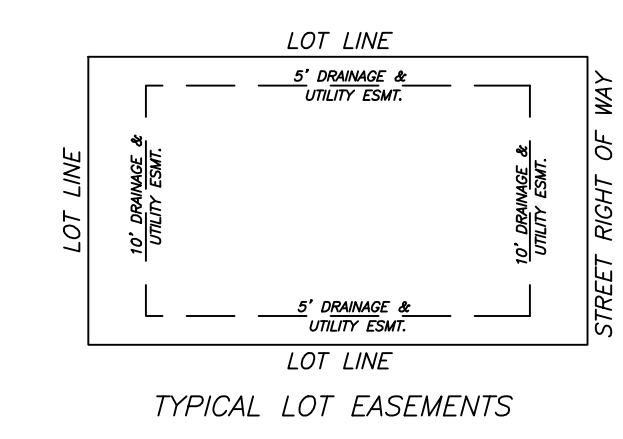 LOT LINE
5' DRAINAGE &
UTILITY ESMT.
LOT LINE
10' DRAINAGE &
UTILITY ESMT.
10' DRAINAGE &
UTILITY ESMT.
STREET RIGHT OF WAY
5' DRAINAGE &
UTILITY ESMT.
LOT LINE
TYPICAL LOT EASEMENTS